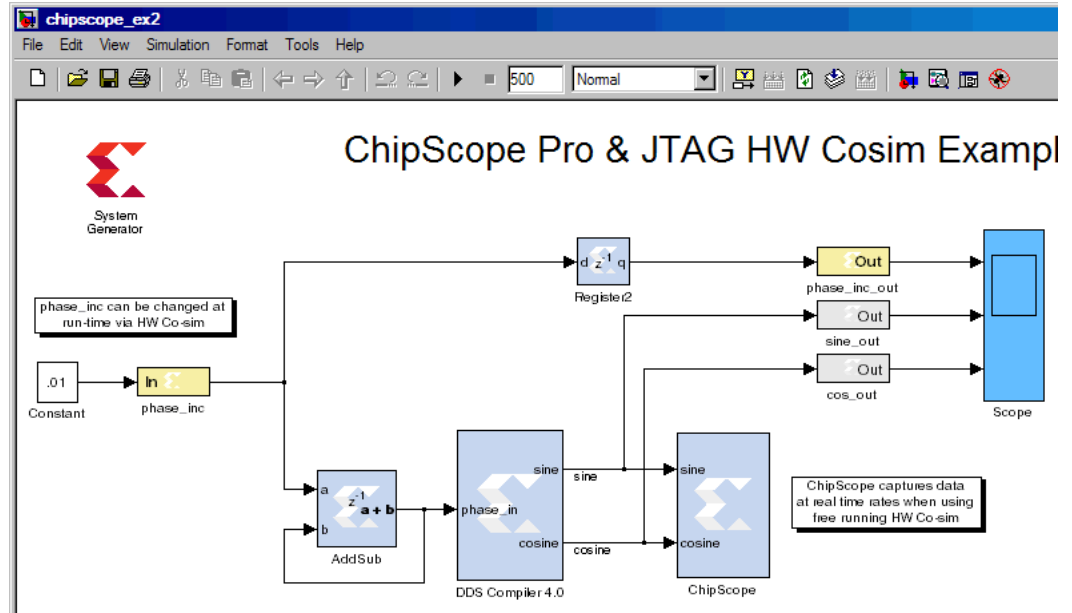 chipscope_ex2
File Edit View Simulation Format Tools Help
500 Normal
ChipScope Pro & JTAG HW Cosim Exampl
System
Generator
d z-1 q
Register2
Out
phase_inc_out
Out
sine_out
Out
cos_out
Scope
phase_inc can be changed at
run-time via HW Co-sim
.01
Constant
In
phase_inc
a
b
z-1
a + b
AddSub
phase_in
sine
cosine
DDS Compiler 4.0
sine
cosine
sine
cosine
ChipScope
ChipScope captures data
at real time rates when using
free running HW Co-sim